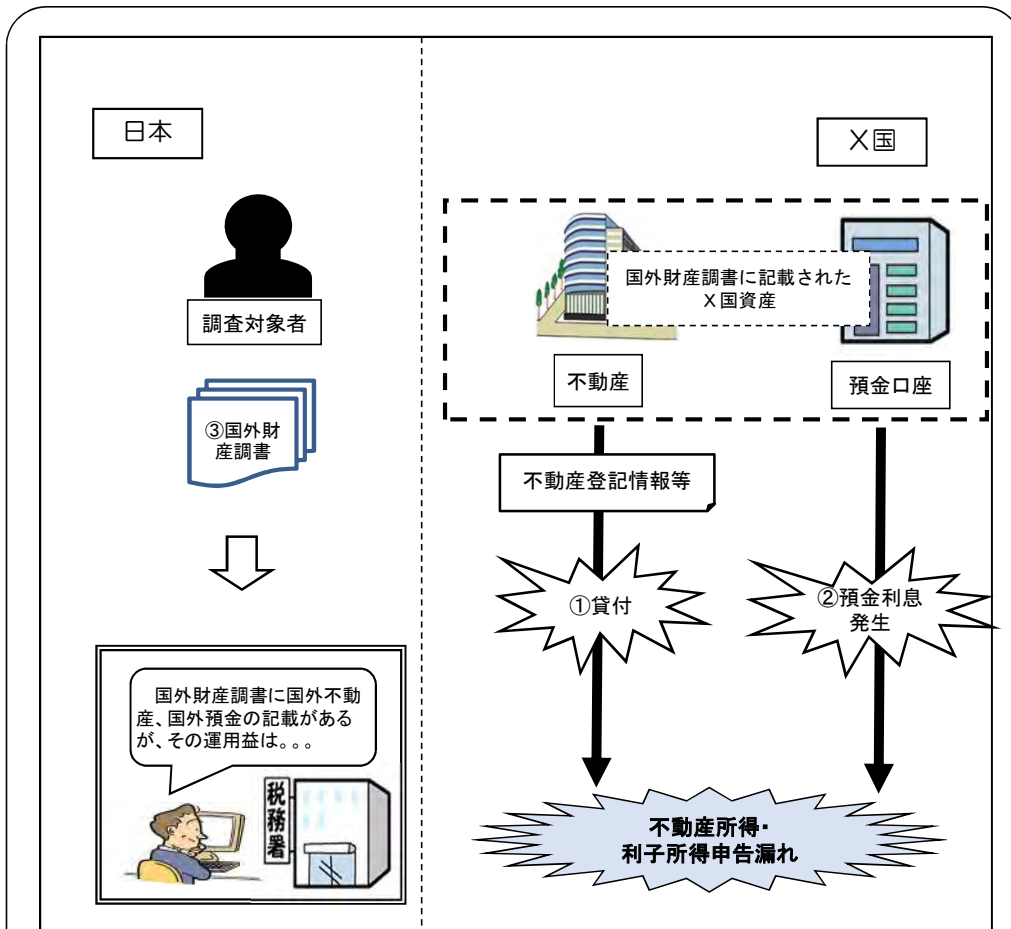 日本
X国
国外財産調書に記載された
X国資産
調査対象者
不動産
預金口座
③国外財
産調書
不動産登記情報等
①貸付
②預金利息
発生
国外財産調書に国外不動
産、国外預金の記載がある
が、その運用益は。。。
税務署
不動産所得・
利子所得申告漏れ